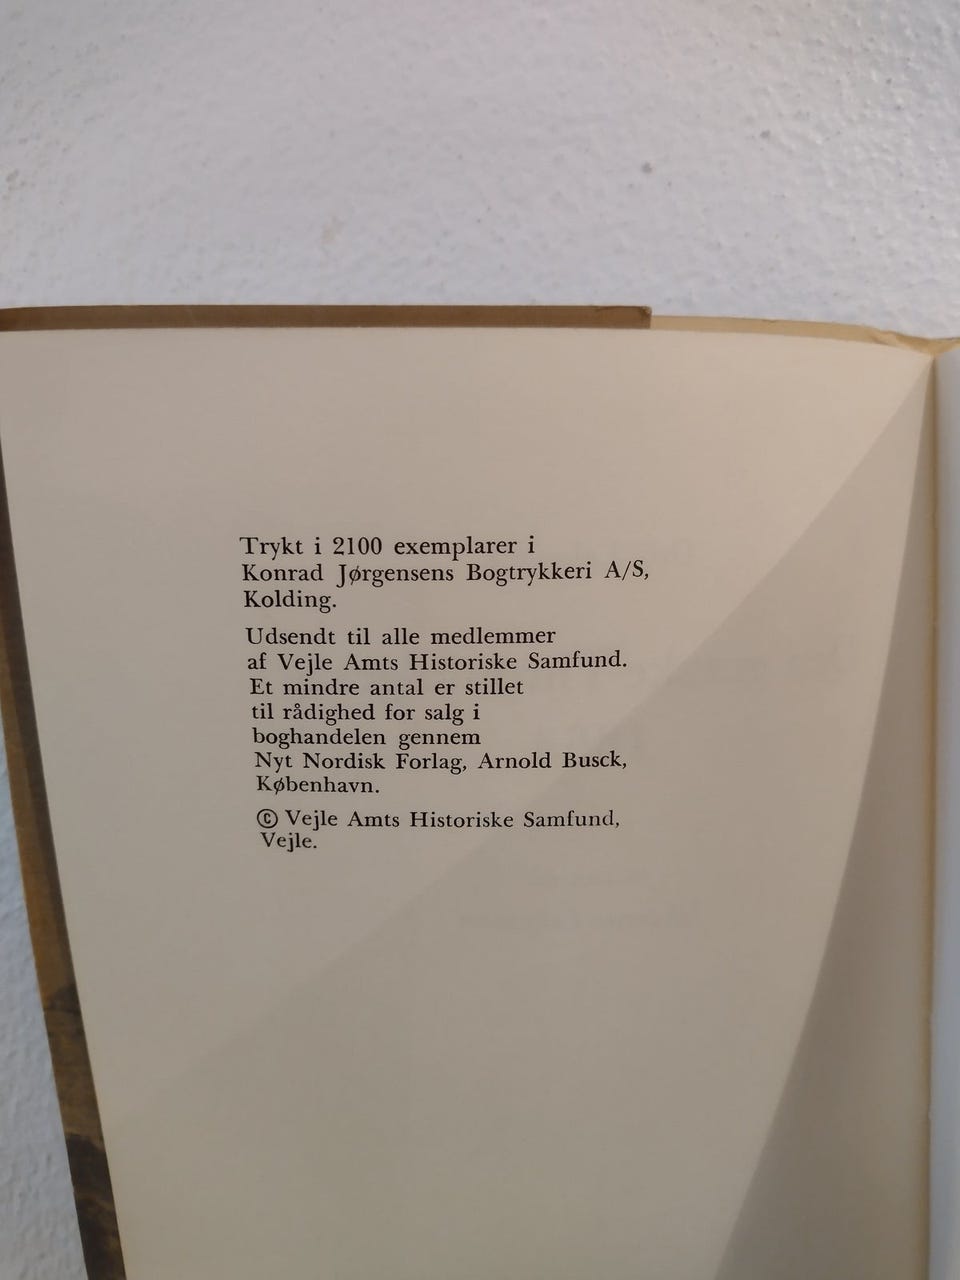 Trykt i 2100 exemplarer i
Konrad Jørgensens Bogtrykkeri A/S,
Kolding.
Udsendt til alle medlemmer
af Vejle Amts Historiske Samfund.
Et mindre antal er stillet
til rådighed for salg i
boghandelen gennem
Nyt Nordisk Forlag, Arnold Busck,
København.
© Vejle Amts Historiske Samfund,
Vejle.